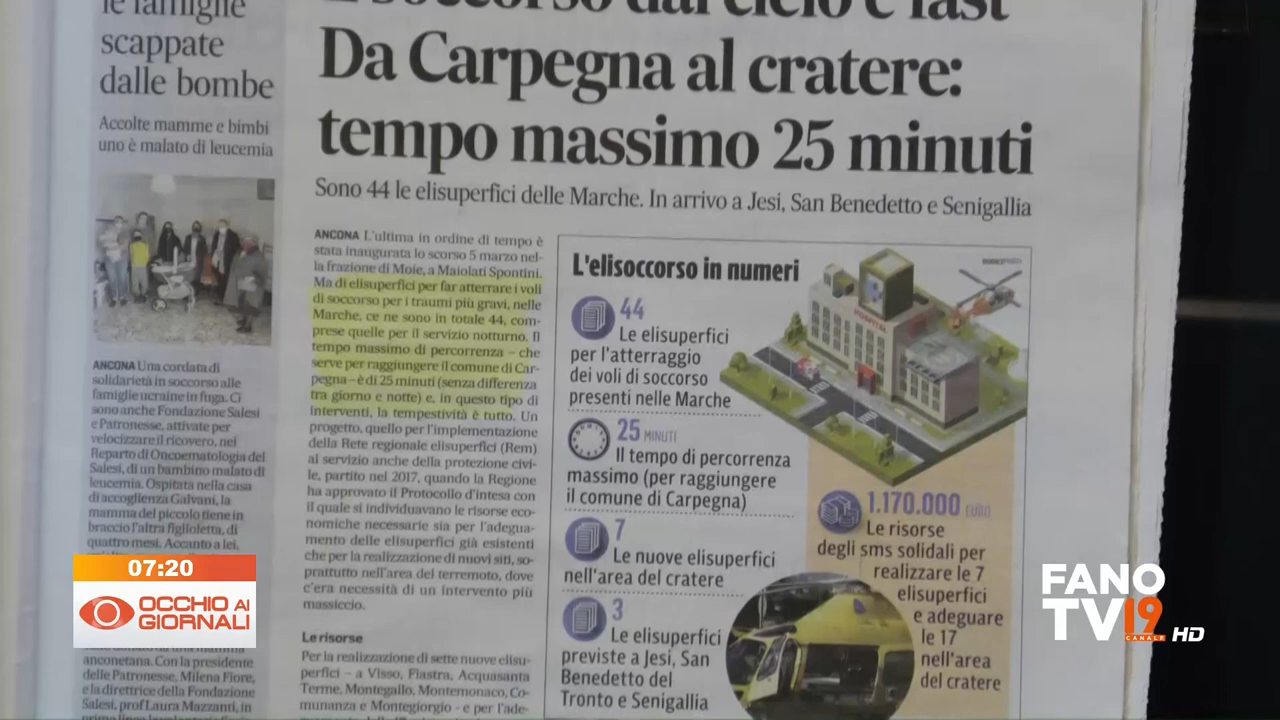 le famiglie
scappate
dalle bombe
Accolte mamme e bimbi
uno è malato di leucemia
ANCONA Una cordata di
solidarietà in soccorso alle
famiglie ucraine in fuga. Ci
sono anche Fondazione Salesi
e Patronesse, attivate per
velocizzare il ricovero, nel
Reparto di Oncoematologia del
Salesi, di un bambino malato di
leucemia. Ospitata nella casa
di accoglienza Galvani, la
mamma del piccolo tiene in
braccio l'altra figlioletta, di
quattro mesi. Accanto a lei,
anconetana. Con la presidente
delle Patronesse, Milena Fiore,
e la direttrice della Fondazione
Salesi, prof Laura Mazzanti, in
soccorso dal cielo è fast
Da Carpegna al cratere:
tempo massimo 25 minuti
Sono 44 le elisuperfici delle Marche. In arrivo a Jesi, San Benedetto e Senigallia
ANCONA L'ultima in ordine di tempo è
stata inaugurata lo scorso 5 marzo nel-
la frazione di Moie, a Maiolati Spontini.
Ma di elisuperfici per far atterrare i voli
di soccorso per i traumi più gravi, nelle
Marche, ce ne sono in totale 44, com-
prese quelle per il servizio notturno. Il
tempo massimo di percorrenza – che
serve per raggiungere il comune di Car-
pegna – è di 25 minuti (senza differenza
tra giorno e notte) e, in questo tipo di
interventi, la tempestività è tutto. Un
progetto, quello per l'implementazione
della Rete regionale elisuperfici (Rem)
al servizio anche della protezione civi-
le, partito nel 2017, quando la Regione
ha approvato il Protocollo d'intesa con
il quale si individuavano le risorse eco-
nomiche necessarie sia per l'adegua-
mento delle elisuperfici già esistenti
che per la realizzazione di nuovi siti, so-
prattutto nell'area del terremoto, dove
c'era necessità di un intervento più
massiccio.
Le risorse
Per la realizzazione di sette nuove elisu-
perfici – a Visso, Fiastra, Acquasanta
Terme, Montegallo, Montemonaco, Co-
munanza e Montegiorgio - e per l'ade-
L'elisoccorso in numeri
HOSPITAL
44
Le elisuperfici
per l'atterraggio
dei voli di soccorso
presenti nelle Marche
25 MINUTI
Il tempo di percorrenza
massimo (per raggiungere
il comune di Carpegna)
7
Le nuove elisuperfici
nell'area del cratere
3
Le elisuperfici
previste a Jesi, San
Benedetto del
Tronto e Senigallia
1.170.000 EURO
Le risorse
degli sms solidali per
realizzare le 7
elisuperfici
e adeguare
le 17
nell'area
del cratere
07:20
OCCHIO AI
GIORNALI
FANO
TV19
CANALE HD